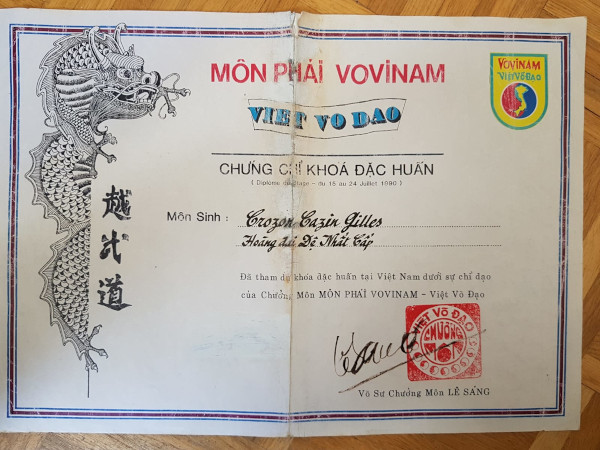 MÔN PHÁI VOVINAM
VIET VO DAO
VOVINAM
VIỆT VÕ ĐẠO
CHỨNG CHỈ KHOÁ ĐẶC HUẤN
( Diplôme de stage - du 15 au 24 Juillet 1990 )
Môn Sinh : Crozon Cazin Gilles
Hoàng đai Đệ Nhất Cấp
越武道
Đã tham dự khóa đặc huấn tại Việt Nam dưới sự chỉ đạo
của Chưởng Môn MÔN PHÁI VOVINAM - Việt Võ Đạo
VIỆT VÕ ĐẠO
CHƯỞNG
MÔN
Võ Sư Chưởng Môn LÊ SÁNG